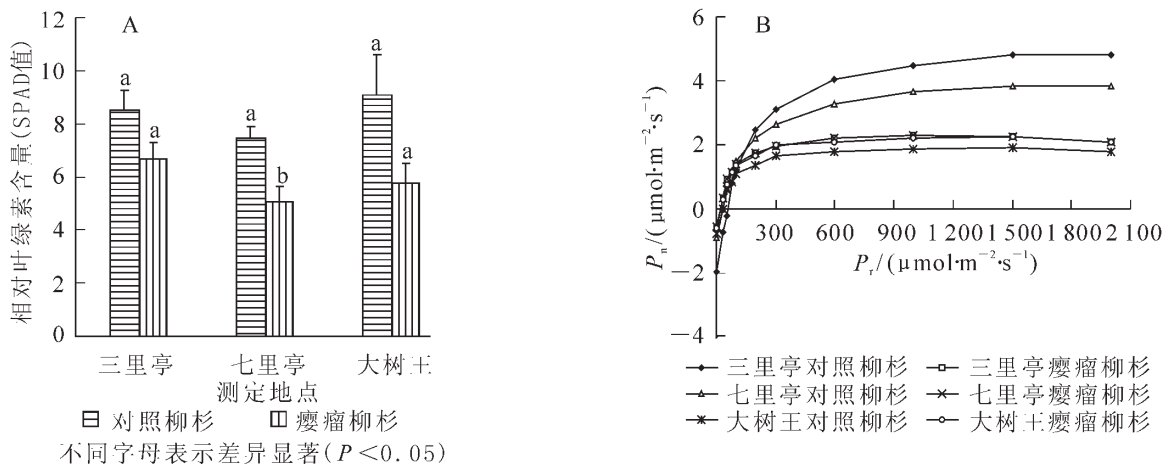 A
相对叶绿素含量(SPAD值)
12
10
8
6
4
2
0
a
a
a
b
a
a
三里亭 七里亭 大树王
测定地点
对照柳杉 瘿瘤柳杉
不同字母表示差异显著(P<0.05)
B
Pn/(μmol·m⁻²·s⁻¹)
6
4
2
0
−2
−4
300 600 900 1 200 1 500 1 800 2 100
Pr/(μmol·m⁻²·s⁻¹)
三里亭对照柳杉 三里亭瘿瘤柳杉
七里亭对照柳杉 七里亭瘿瘤柳杉
大树王对照柳杉 大树王瘿瘤柳杉